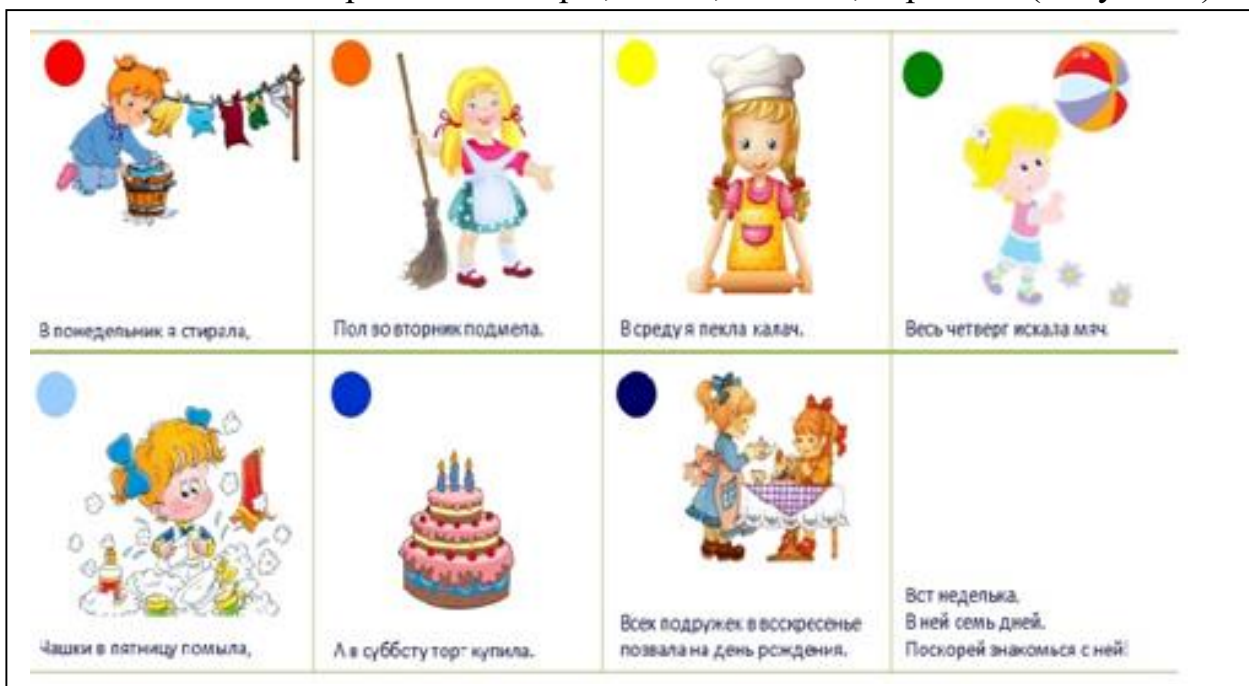 В понедельник я стирала,
Пол во вторник подмела.
В среду я пекла калач.
Весь четверг искала мяч.
Чашки в пятницу помыла,
А в субботу торт купила.
Всех подружек в воскресенье
позвала на день рождения.
Вот неделька.
В ней семь дней.
Поскорей знакомься с ней!